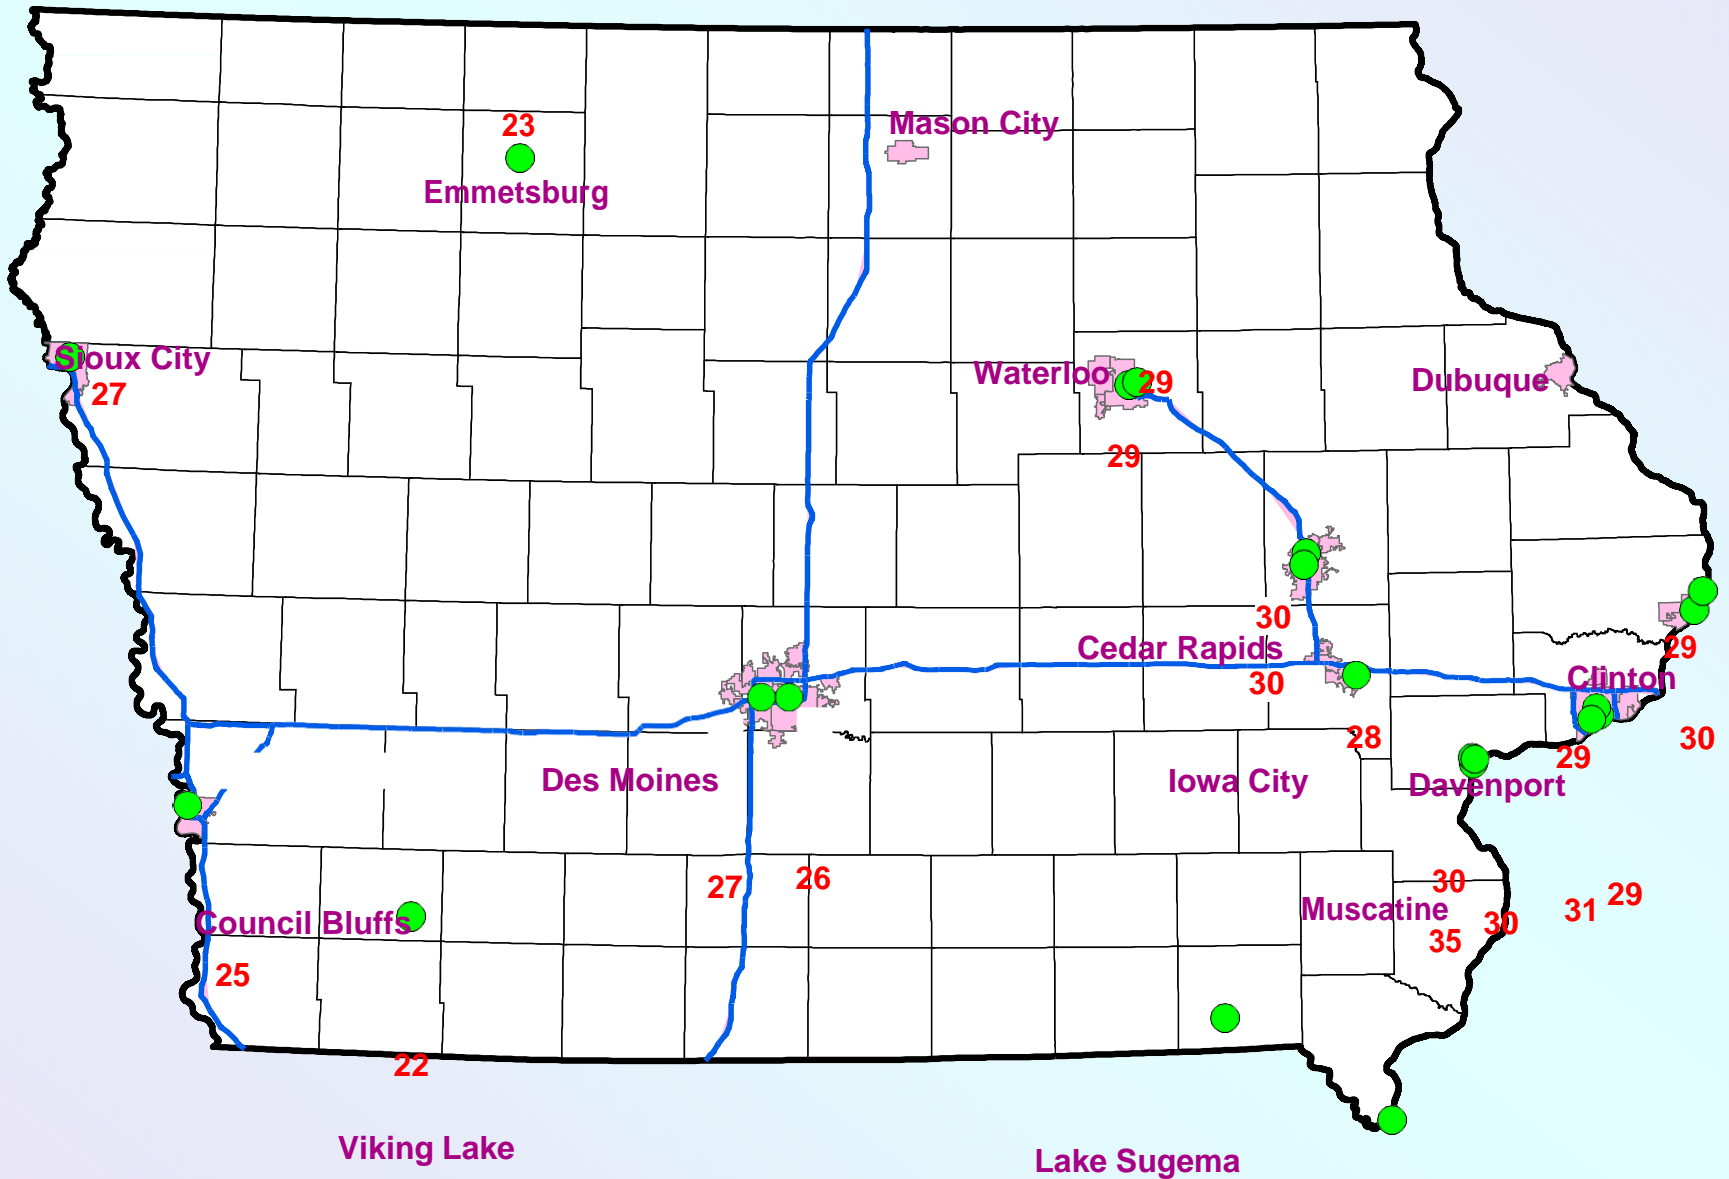 23
Mason City
Emmetsburg
Sioux City
27
Waterloo
29
Dubuque
29
30
Cedar Rapids
29
30
Clinton
28
30
29
Des Moines
Iowa City
Davenport
27
26
30
29
Muscatine
31
30
35
Council Bluffs
25
22
Viking Lake
Lake Sugema